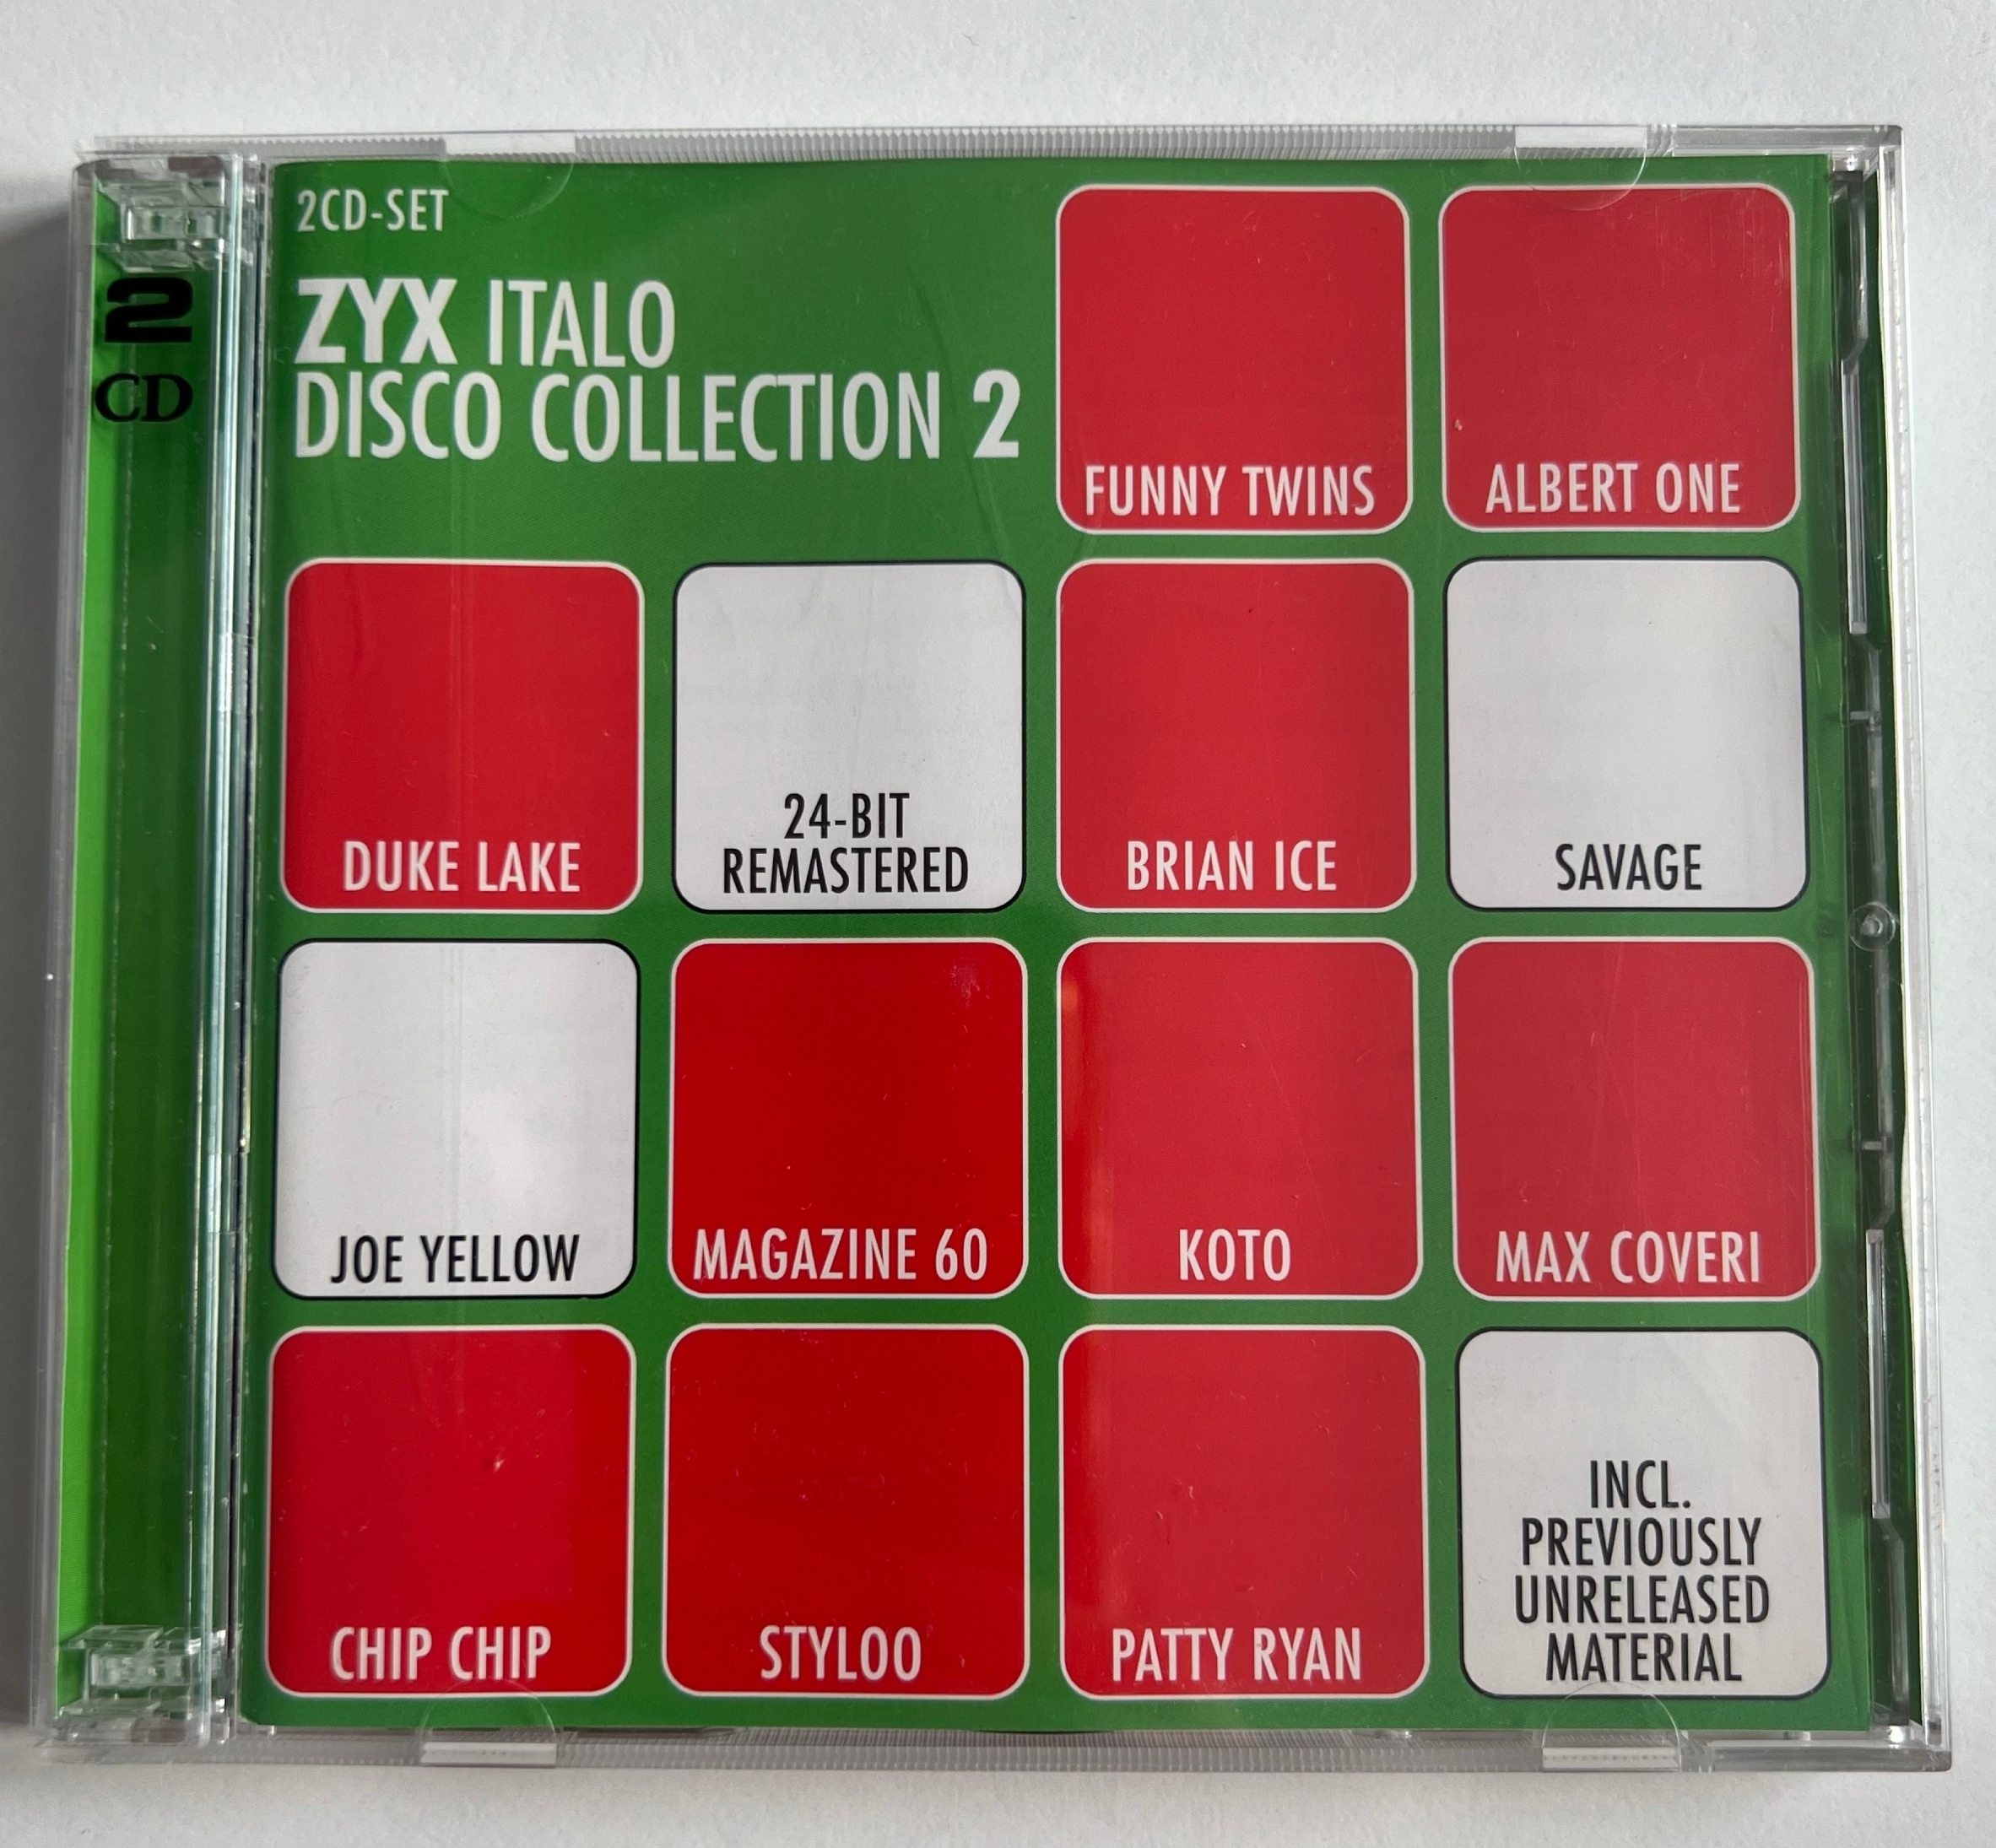 2
CD
2CD-SET
ZYX ITALO
DISCO COLLECTION 2
FUNNY TWINS
ALBERT ONE
DUKE LAKE
24-BIT
REMASTERED
BRIAN ICE
SAVAGE
JOE YELLOW
MAGAZINE 60
KOTO
MAX COVERI
CHIP CHIP
STYLOO
PATTY RYAN
INCL.
PREVIOUSLY
UNRELEASED
MATERIAL